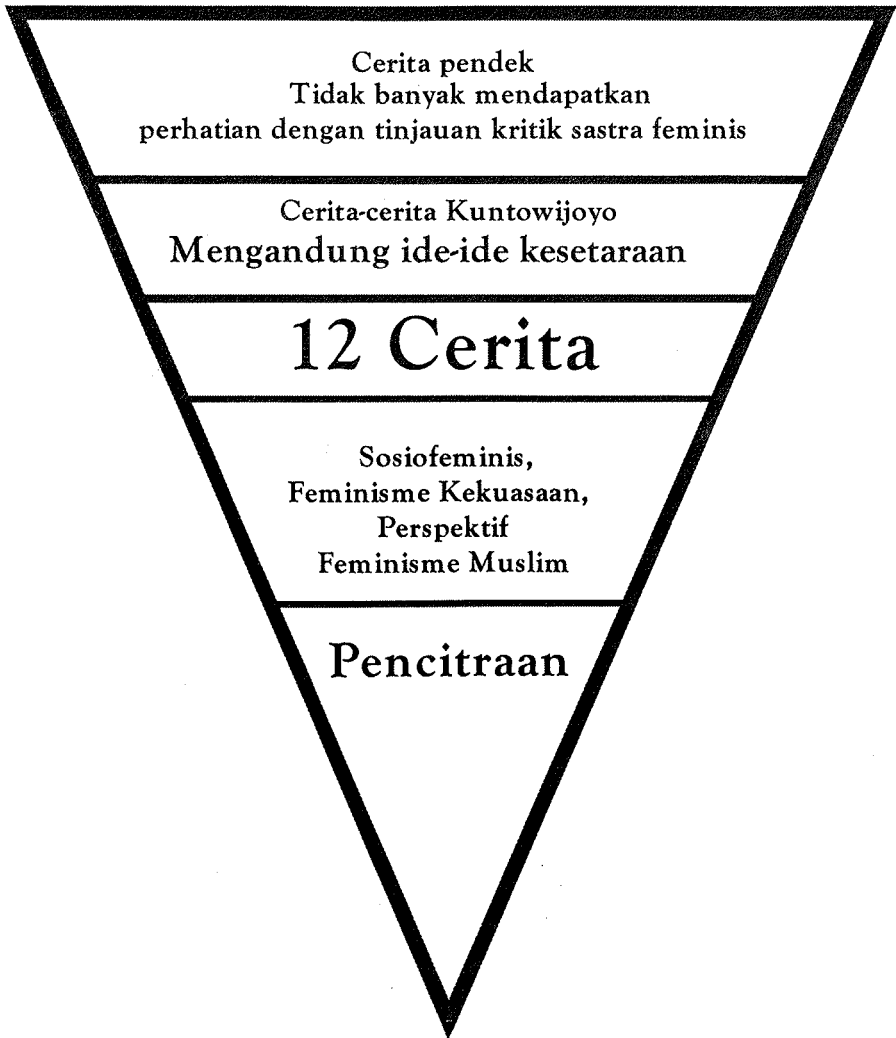 Cerita pendek
Tidak banyak mendapatkan
perhatian dengan tinjauan kritik sastra feminis
Cerita-cerita Kuntowijoyo
Mengandung ide-ide kesetaraan
12 Cerita
Sosiofeminis,
Feminisme Kekuasaan,
Perspektif
Feminisme Muslim
Pencitraan